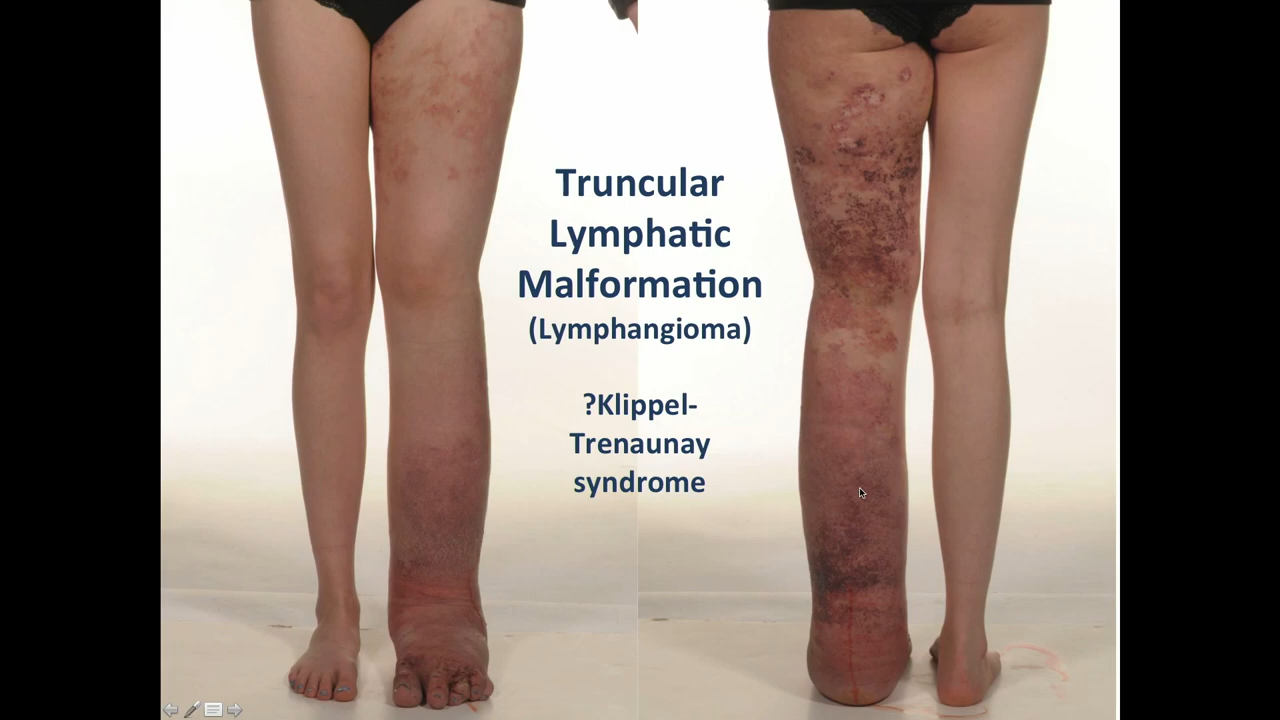 Truncular
Lymphatic
Malformation
(Lymphangioma)
?Klippel-
Trenaunay
syndrome